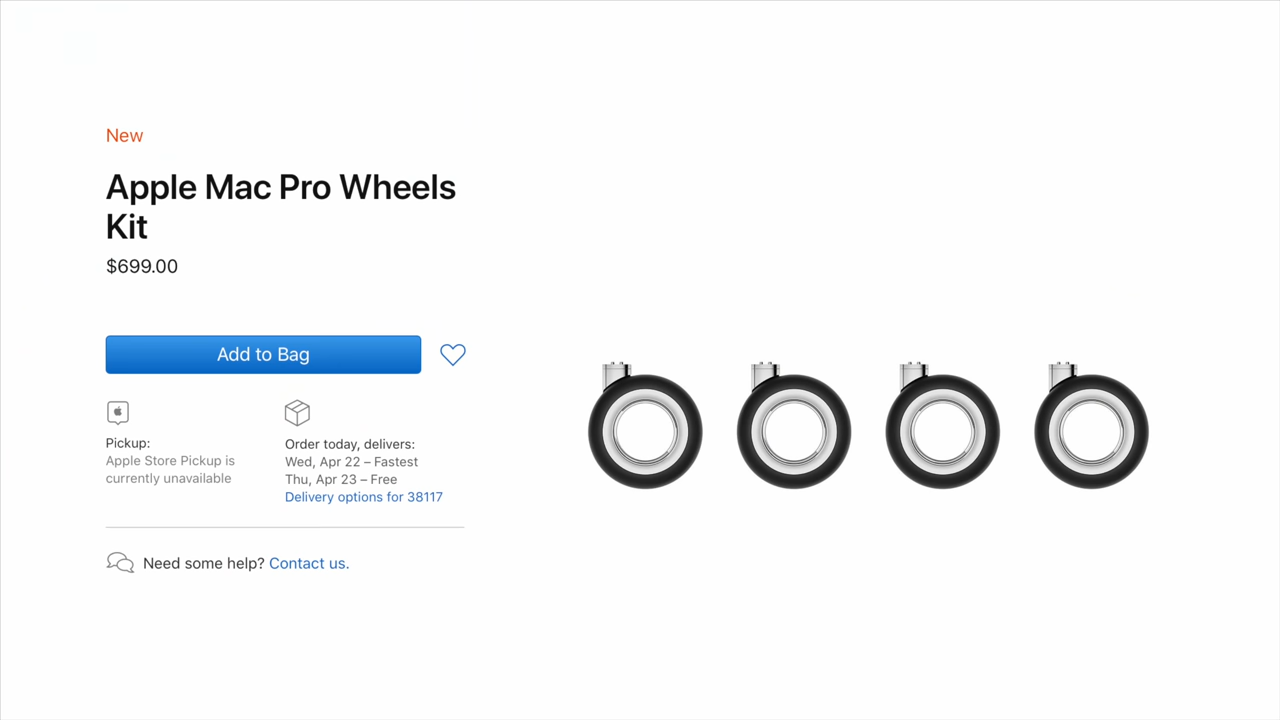 New
Apple Mac Pro Wheels
Kit
$699.00
Add to Bag
Pickup:
Apple Store Pickup is
currently unavailable
Order today, delivers:
Wed, Apr 22 – Fastest
Thu, Apr 23 – Free
Delivery options for 38117
Need some help? Contact us.